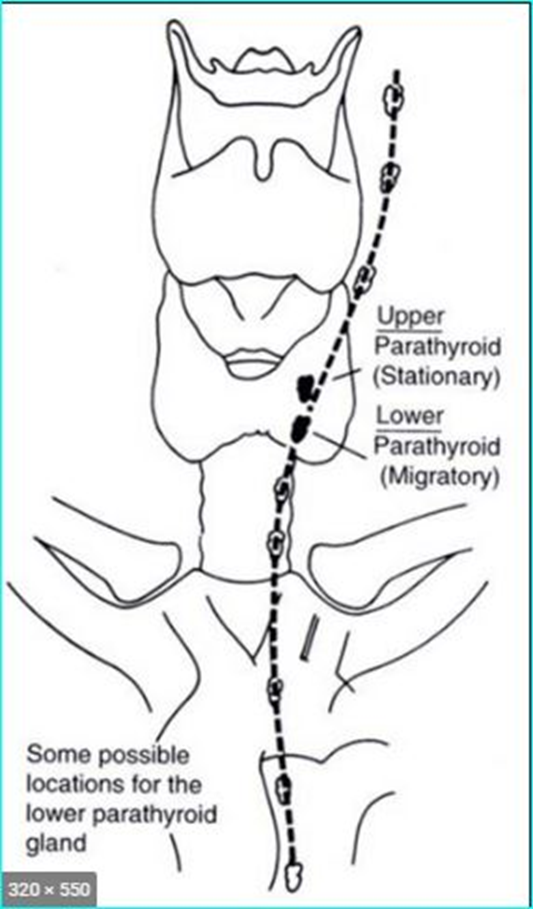 Upper
Parathyroid
(Stationary)
Lower
Parathyroid
(Migratory)
Some possible
locations for the
lower parathyroid
gland
320 × 550